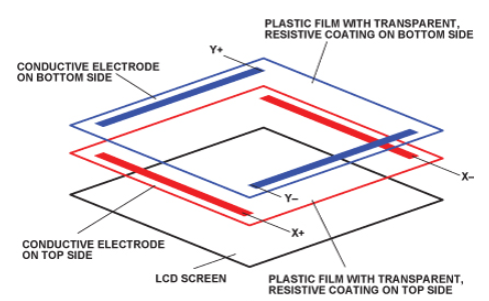 PLASTIC FILM WITH TRANSPARENT,
RESISTIVE COATING ON BOTTOM SIDE
Y+
CONDUCTIVE ELECTRODE
ON BOTTOM SIDE
X–
Y–
X+
CONDUCTIVE ELECTRODE
ON TOP SIDE
LCD SCREEN
PLASTIC FILM WITH TRANSPARENT,
RESISTIVE COATING ON TOP SIDE